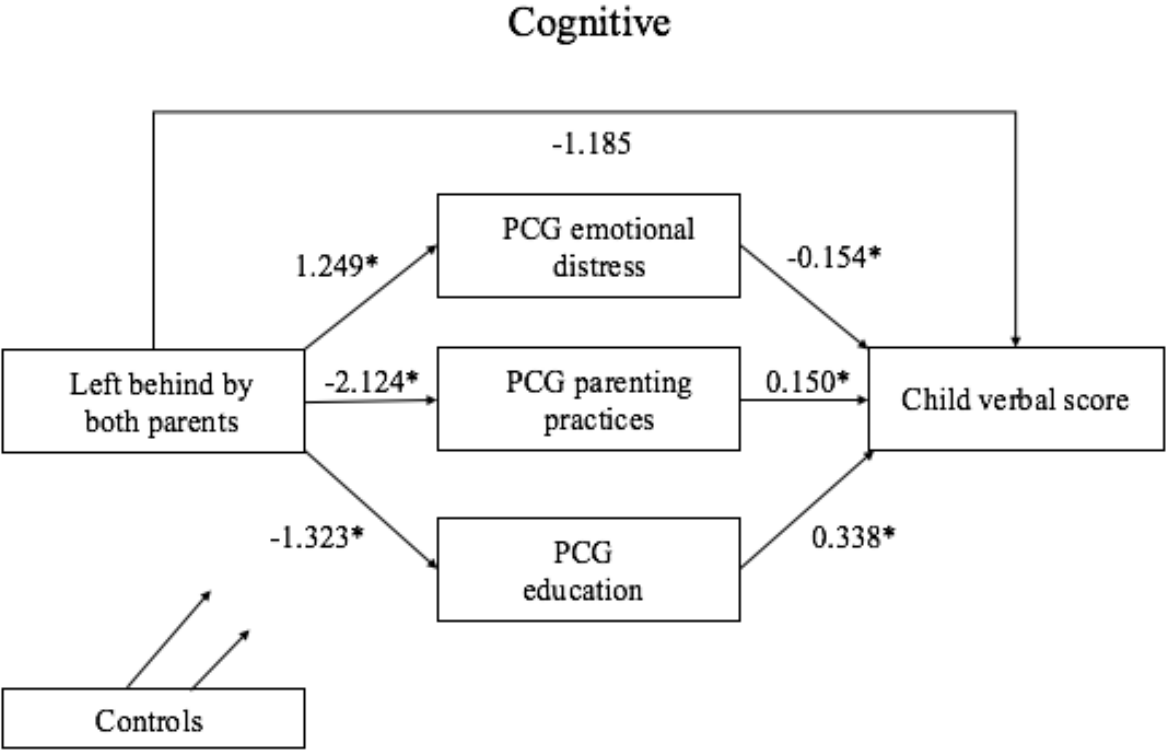 Cognitive
-1.185
PCG emotional
distress
1.249*
-0.154*
Left behind by
both parents
-2.124*
PCG parenting
practices
0.150*
Child verbal score
-1.323*
PCG
education
0.338*
Controls